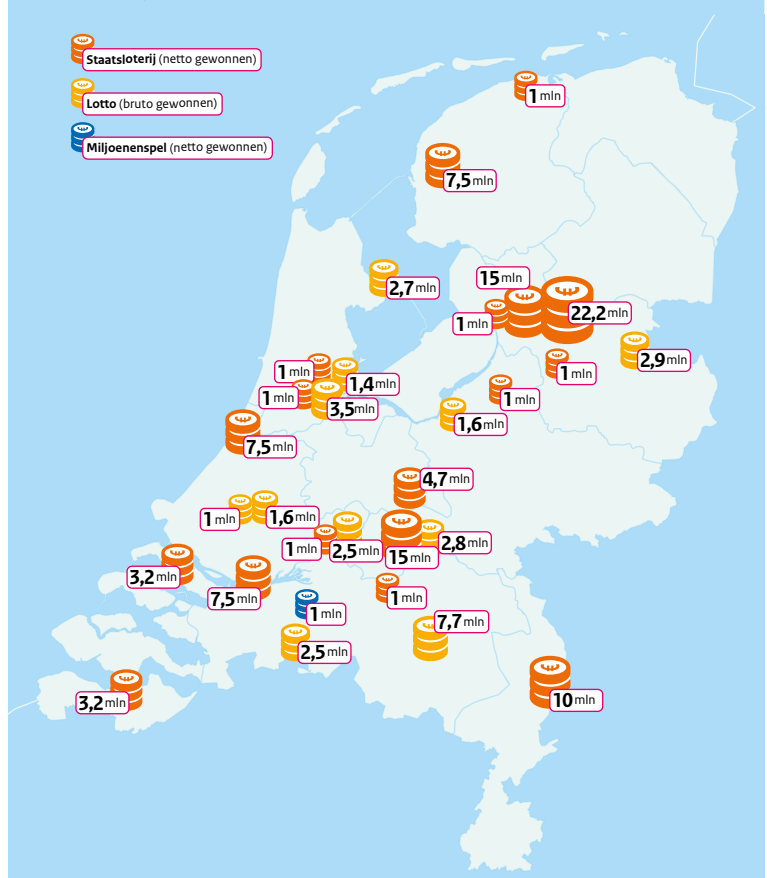 Staatsloterij (netto gewonnen)
Lotto (bruto gewonnen)
Miljoenenspel (netto gewonnen)
1 mln
7,5 mln
15 mln
2,7 mln
22,2 mln
1 mln
2,9 mln
1 mln
1 mln
1,4 mln
1 mln
1 mln
3,5 mln
1,6 mln
7,5 mln
4,7 mln
1 mln
1,6 mln
1 mln
2,5 mln
15 mln
2,8 mln
3,2 mln
7,5 mln
1 mln
1 mln
7,7 mln
2,5 mln
3,2 mln
10 mln